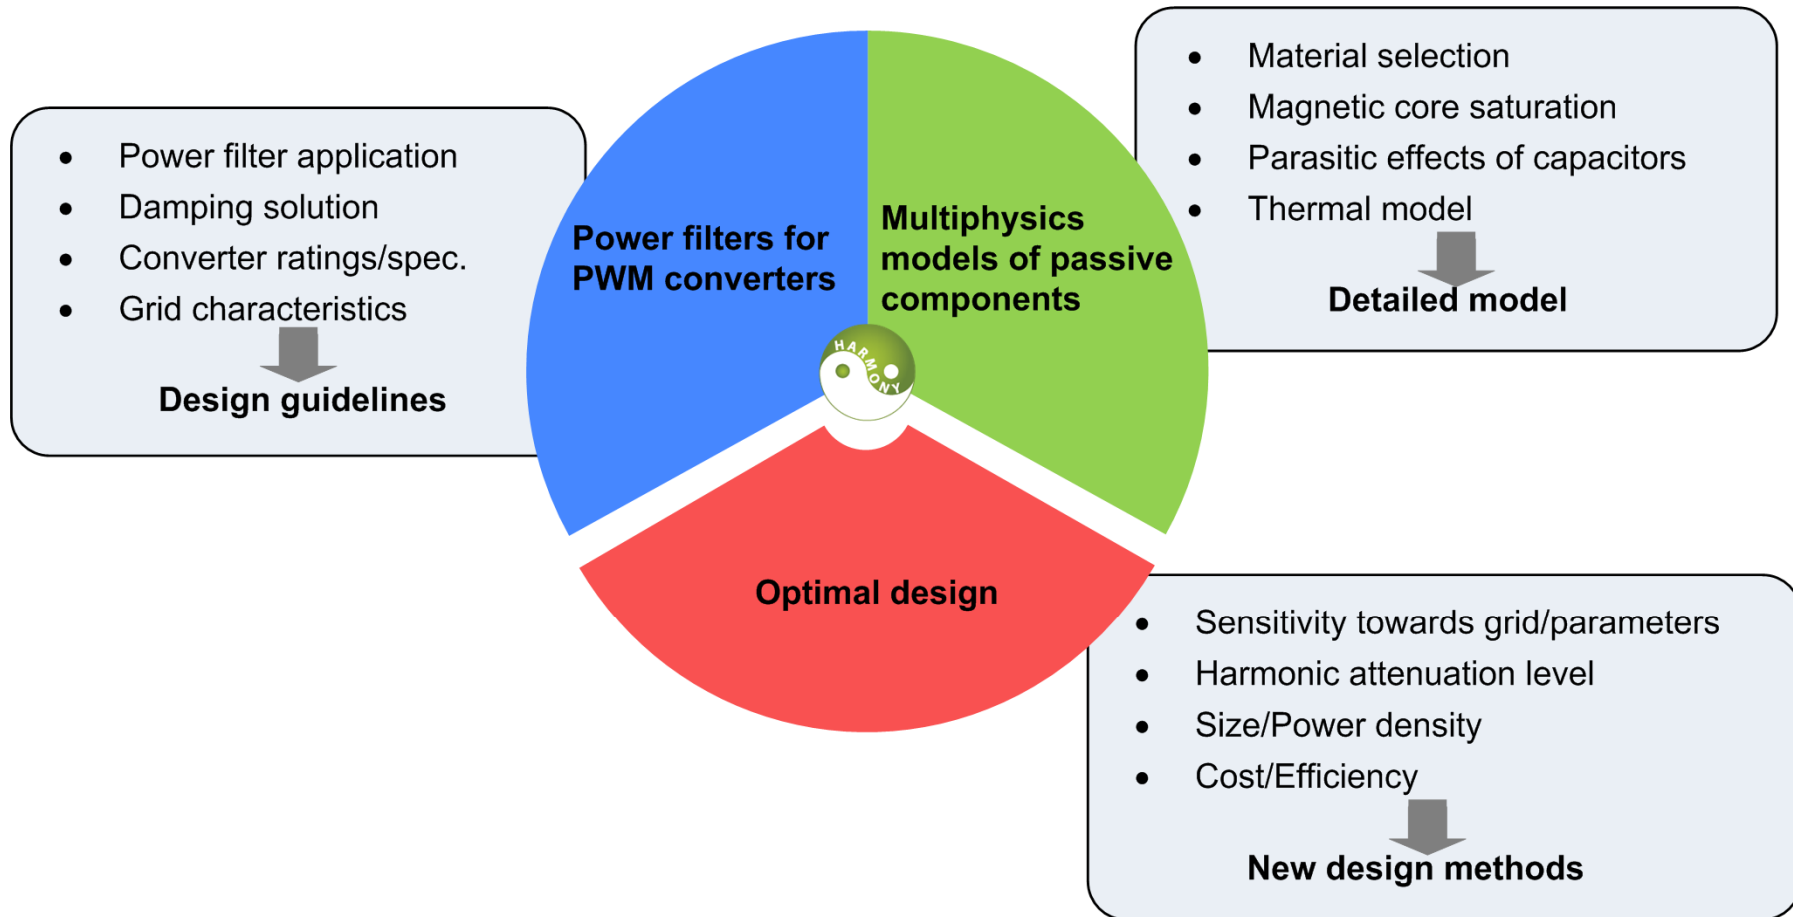 • Power filter application
• Damping solution
• Converter ratings/spec.
• Grid characteristics
Design guidelines
Power filters for
PWM converters
HARMONY
Multiphysics
models of passive
components
• Material selection
• Magnetic core saturation
• Parasitic effects of capacitors
• Thermal model
Detailed model
Optimal design
• Sensitivity towards grid/parameters
• Harmonic attenuation level
• Size/Power density
• Cost/Efficiency
New design methods